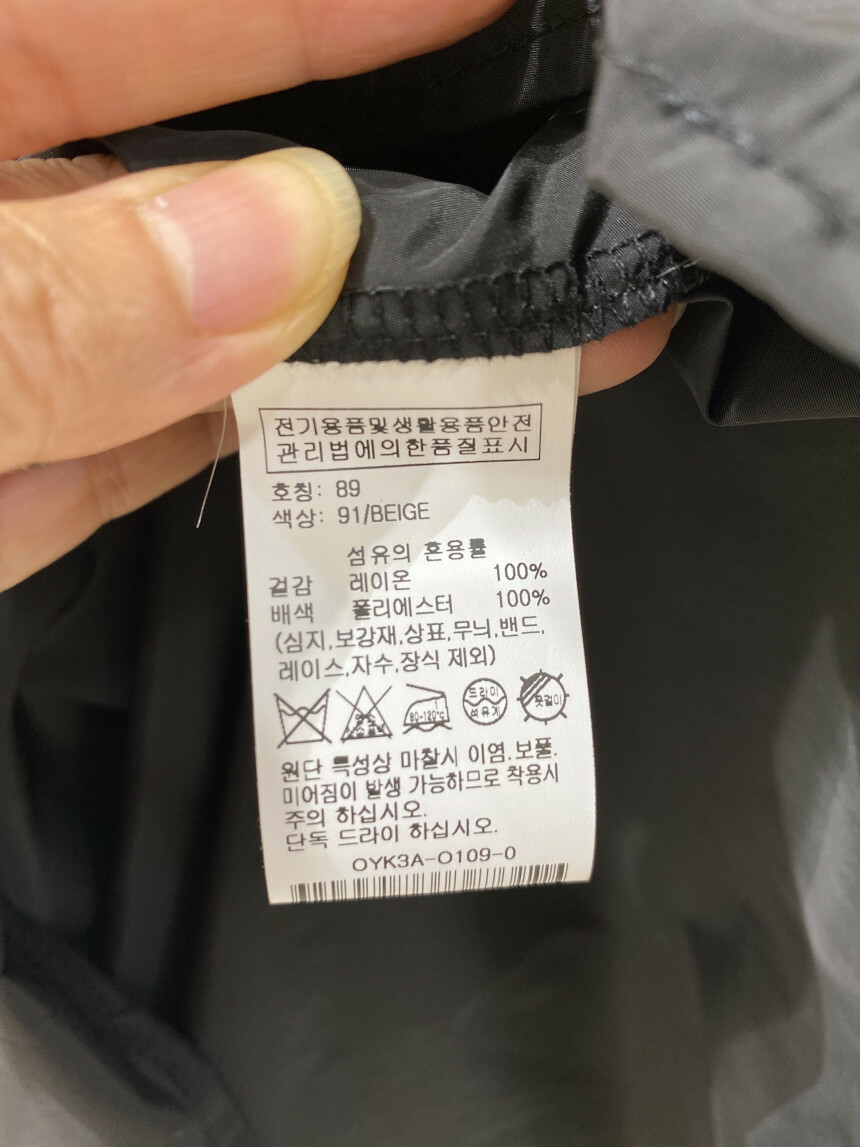 전기용품및생활용품안전
관리법에의한품질표시
호칭: 89
색상: 91/BEIGE
섬유의 혼용률
겉감 레이온 100%
배색 폴리에스터 100%
(심지,보강재,상표,무늬,밴드,
레이스,자수,장식 제외)
80-120℃ 드라이 석유계 옷걸이
원단 특성상 마찰시 이염.보풀.
미어짐이 발생 가능하므로 착용시
주의 하십시오.
단독 드라이 하십시오.
OYK3A-O109-0